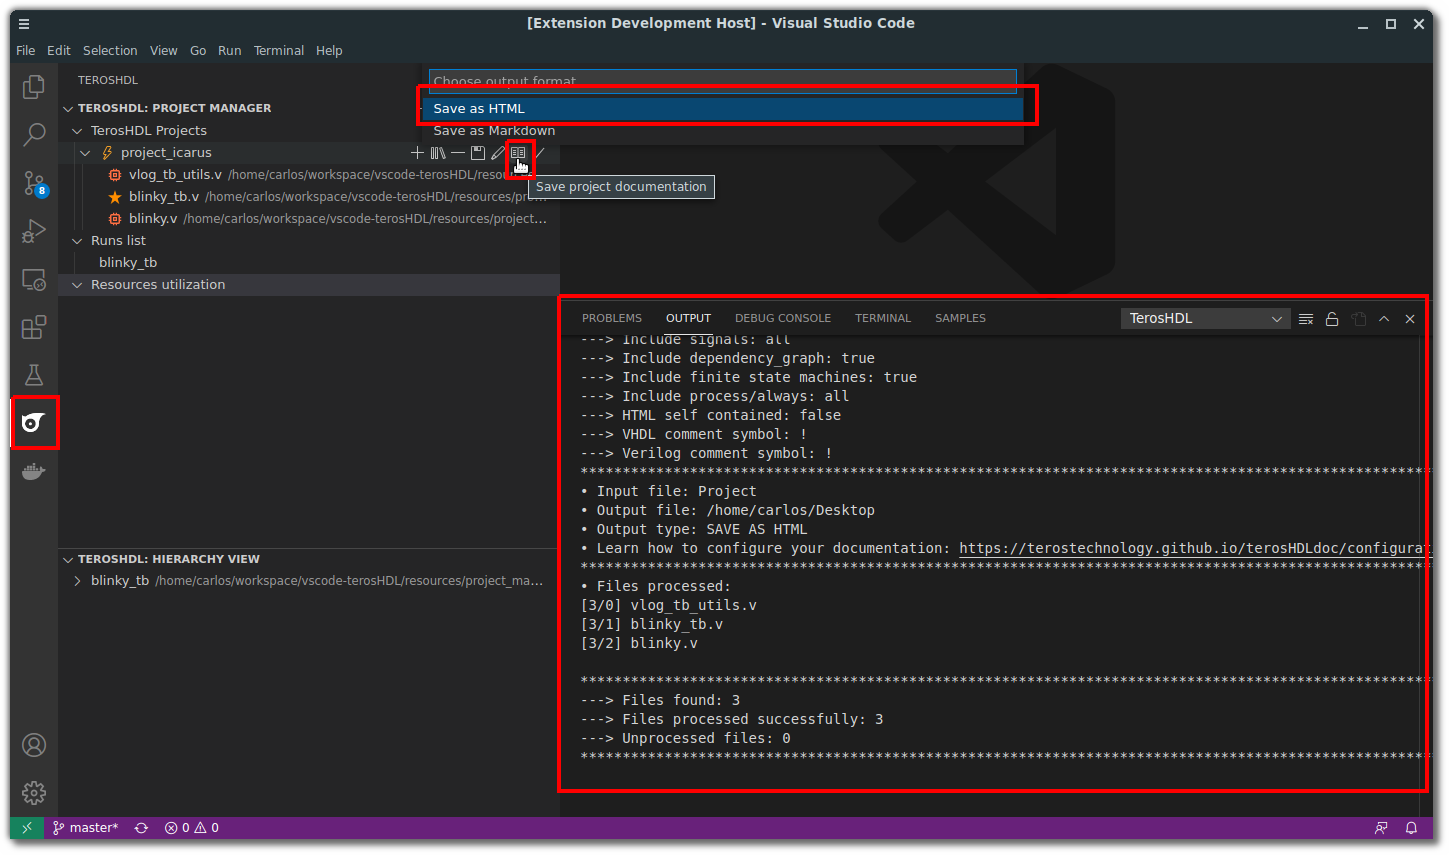 [Extension Development Host] - Visual Studio Code
File Edit Selection View Go Run Terminal Help
TEROSHDL
Choose output format
Save as HTML
Save as Markdown
TEROSHDL: PROJECT MANAGER
TerosHDL Projects
project_icarus
Save project documentation
vlog_tb_utils.v /home/carlos/workspace/vscode-terosHDL/resour
blinky_tb.v /home/carlos/workspace/vscode-terosHDL/resources/pr...
blinky.v /home/carlos/workspace/vscode-terosHDL/resources/project...
Runs list
blinky_tb
Resources utilization
8
TEROSHDL: HIERARCHY VIEW
blinky_tb /home/carlos/workspace/vscode-terosHDL/resources/project_ma...
PROBLEMS OUTPUT DEBUG CONSOLE TERMINAL SAMPLES TerosHDL
---> Include signals: all
---> Include dependency_graph: true
---> Include finite state machines: true
---> Include process/always: all
---> HTML self contained: false
---> VHDL comment symbol: !
---> Verilog comment symbol: !
****************************************************************************************************
• Input file: Project
• Output file: /home/carlos/Desktop
• Output type: SAVE AS HTML
• Learn how to configure your documentation: https://terostechnology.github.io/terosHDLdoc/configurat
****************************************************************************************************
• Files processed:
[3/0] vlog_tb_utils.v
[3/1] blinky_tb.v
[3/2] blinky.v
****************************************************************************************************
---> Files found: 3
---> Files processed successfully: 3
---> Unprocessed files: 0
****************************************************************************************************
master* 0 0